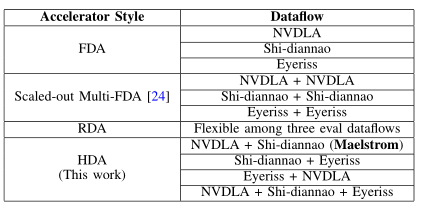 Accelerator Style Dataflow
FDA
NVDLA
Shi-diannao
Eyeriss
Scaled-out Multi-FDA [24]
NVDLA + NVDLA
Shi-diannao + Shi-diannao
Eyeriss + Eyeriss
RDA Flexible among three eval dataflows
HDA
(This work)
NVDLA + Shi-diannao (Maelstrom)
Shi-diannao + Eyeriss
Eyeriss + NVDLA
NVDLA + Shi-diannao + Eyeriss